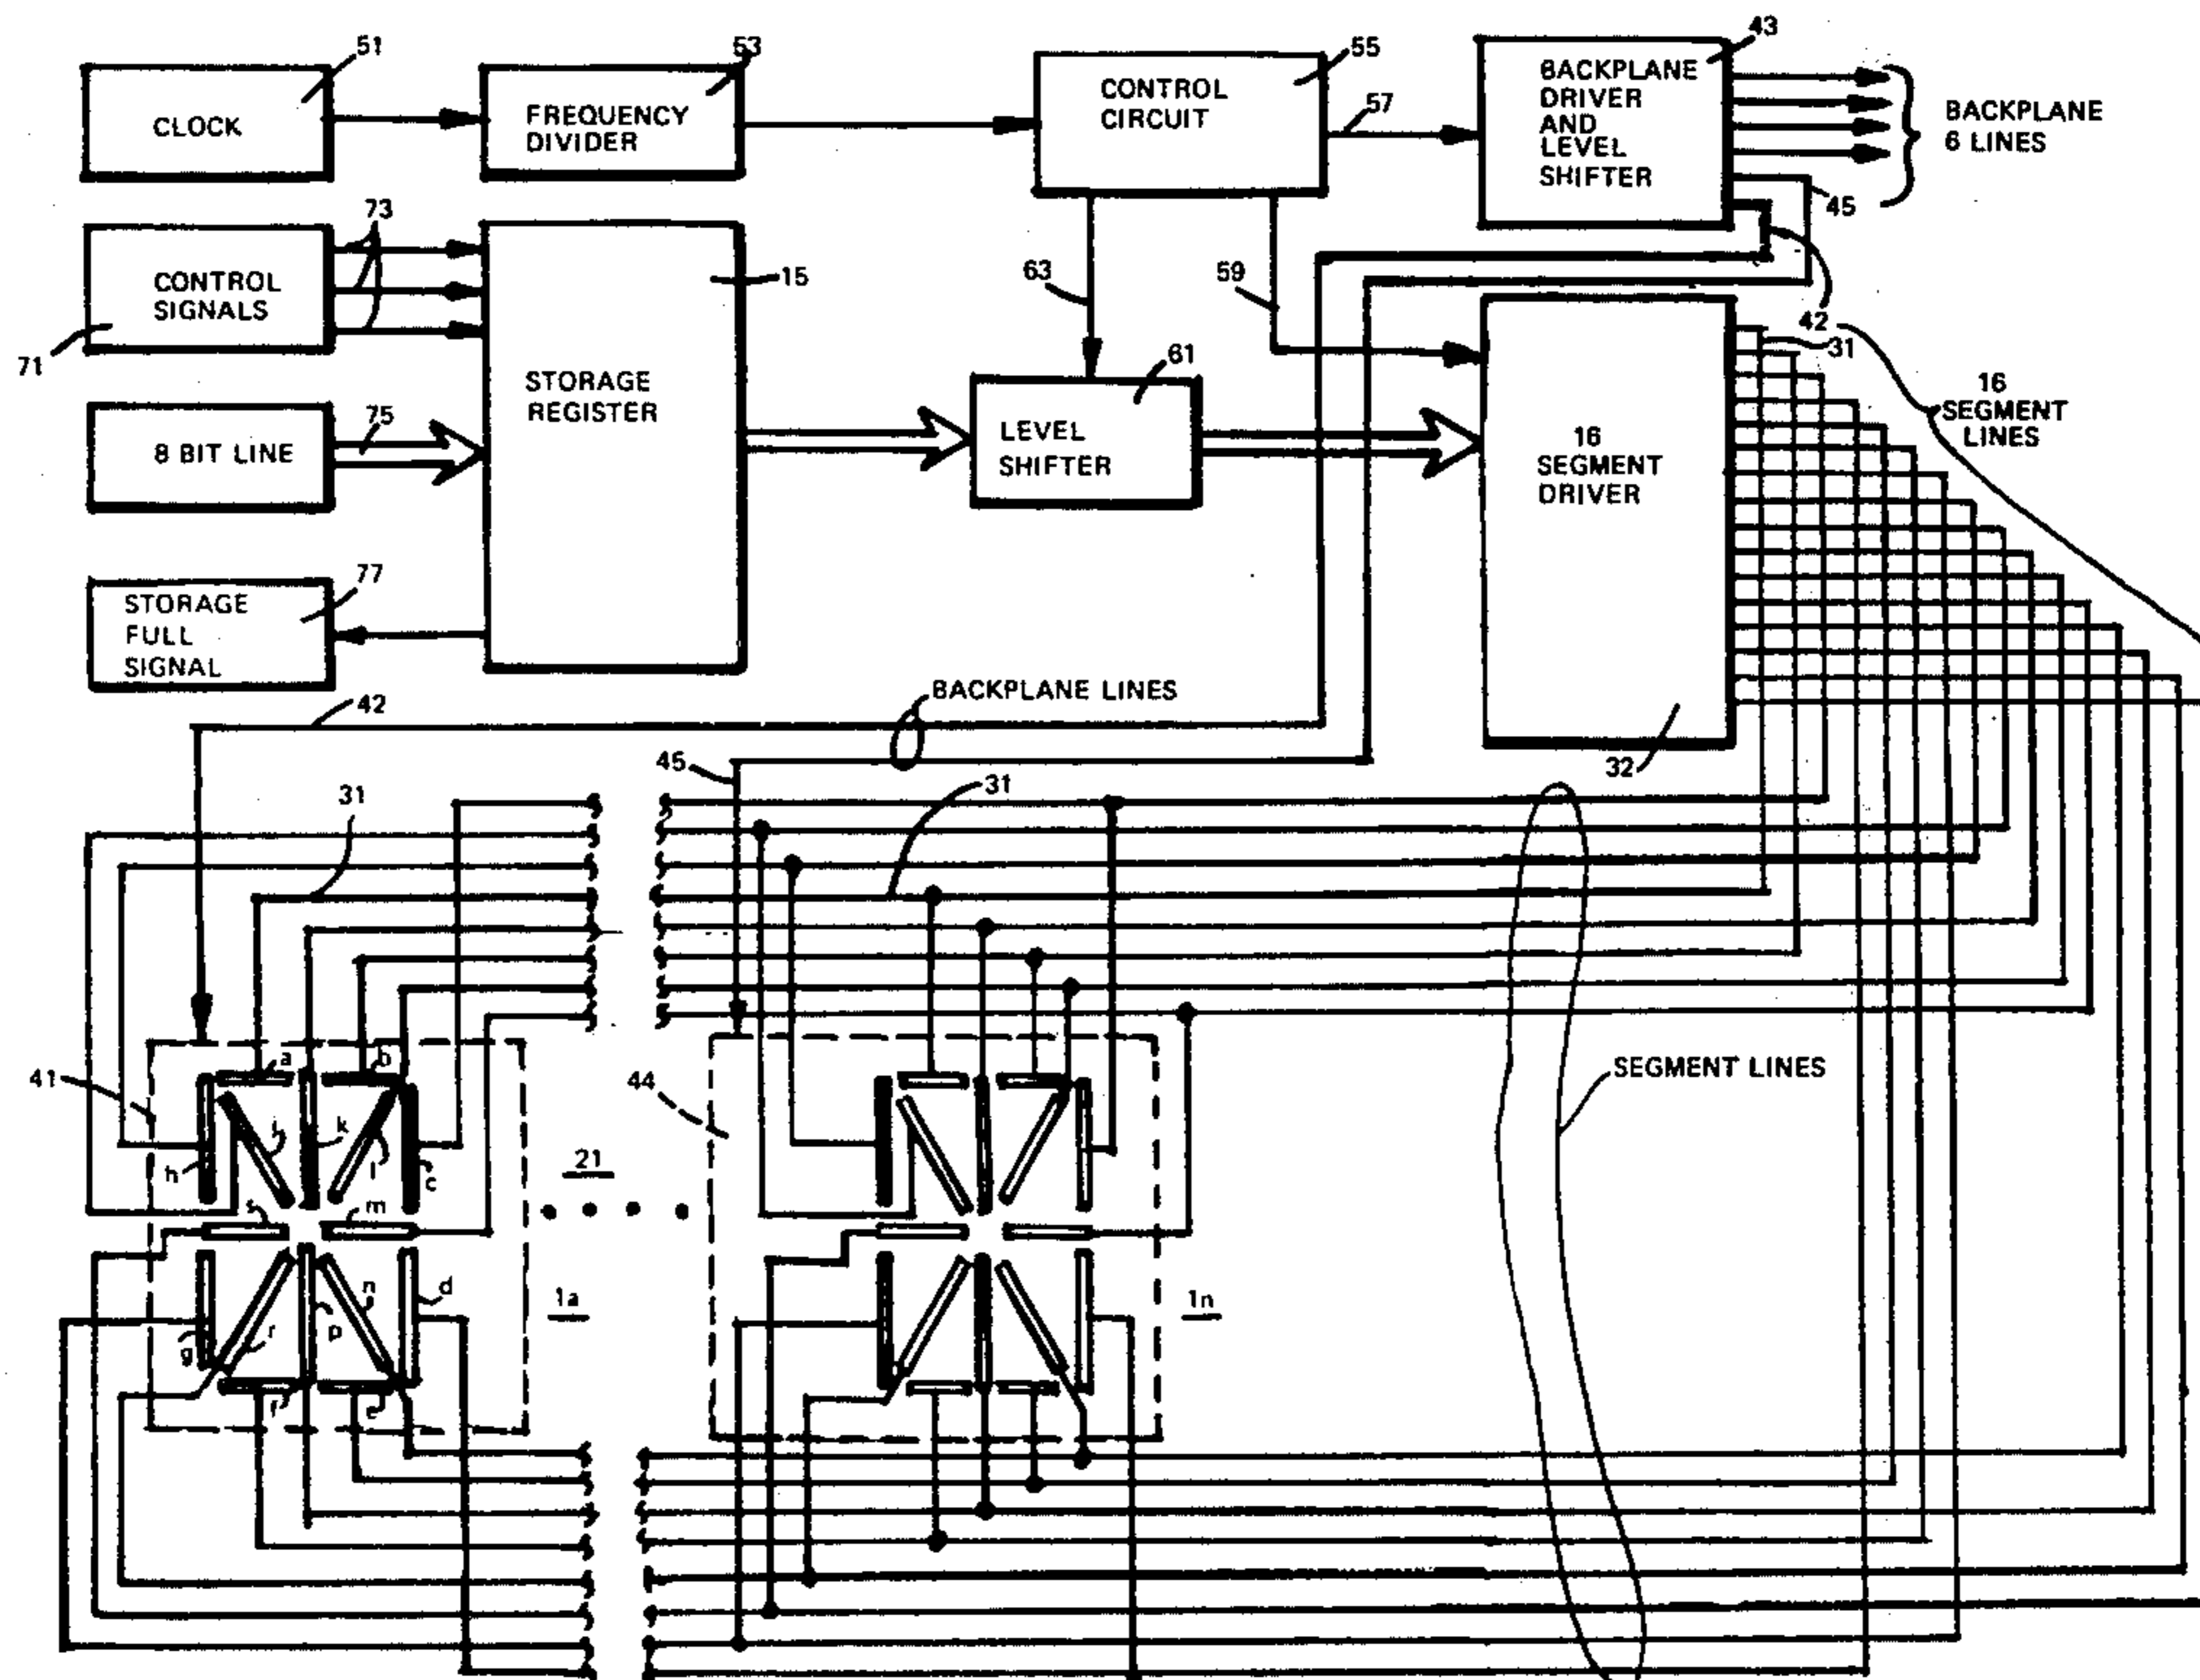 51
53
55
43
CLOCK
FREQUENCY
DIVIDER
CONTROL
CIRCUIT
57
BACKPLANE
DRIVER
AND
LEVEL
SHIFTER
BACKPLANE
6 LINES
45
42
73
CONTROL
SIGNALS
71
15
63
59
STORAGE
REGISTER
61
LEVEL
SHIFTER
16
SEGMENT
DRIVER
31
16
SEGMENT
LINES
8 BIT LINE
75
77
STORAGE
FULL
SIGNAL
42
BACKPLANE LINES
45
32
31
31
41
a
b
h
i
k
l
c
s
m
44
21
SEGMENT LINES
g
r
p
n
d
f
e
1a
1n